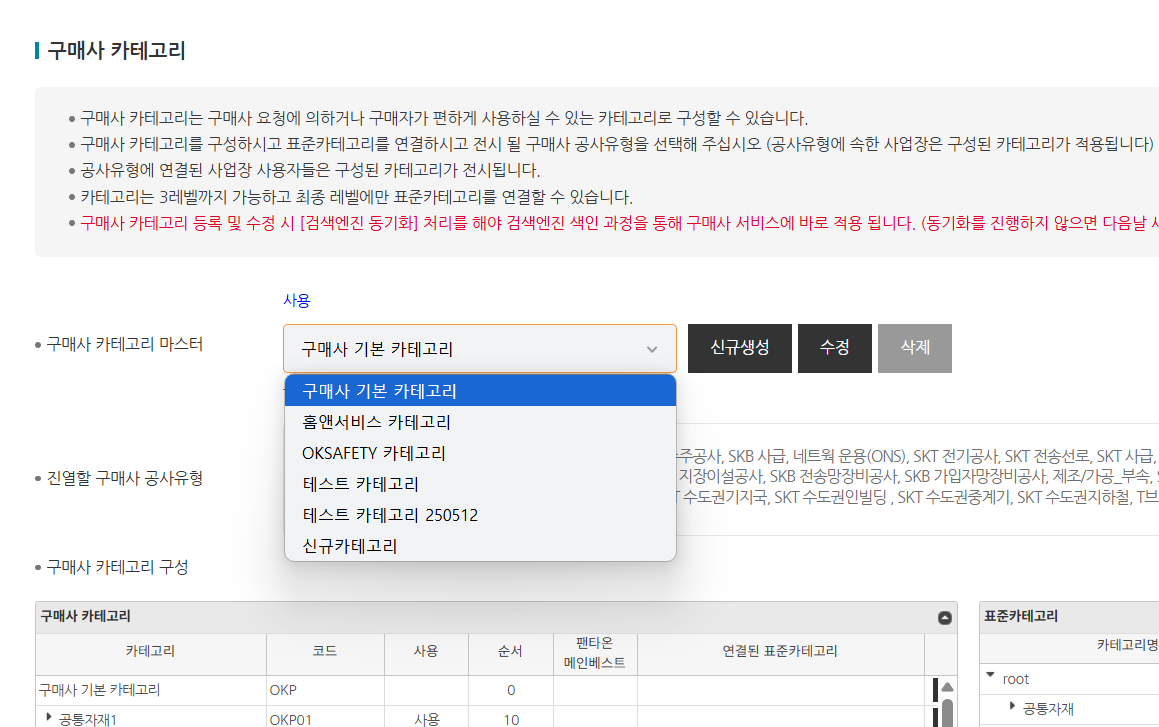 구매사 카테고리
구매사 카테고리는 구매사 요청에 의하거나 구매자가 편하게 사용하실 수 있는 카테고리로 구성할 수 있습니다.
구매사 카테고리를 구성하시고 표준카테고리를 연결하시고 전시 될 구매사 공사유형을 선택해 주십시오 (공사유형에 속한 사업장은 구성된 카테고리가 적용됩니다)
공사유형에 연결된 사업장 사용자들은 구성된 카테고리가 전시됩니다.
카테고리는 3레벨까지 가능하고 최종 레벨에만 표준카테고리를 연결할 수 있습니다.
구매사 카테고리 등록 및 수정 시 [검색엔진 동기화] 처리를 해야 검색엔진 색인 과정을 통해 구매사 서비스에 바로 적용 됩니다. (동기화를 진행하지 않으면 다음날
사용
구매사 카테고리 마스터
구매사 기본 카테고리
신규생성 수정 삭제
구매사 기본 카테고리
홈앤서비스 카테고리
OKSAFETY 카테고리
테스트 카테고리
테스트 카테고리 250512
신규카테고리
진열할 구매사 공사유형
주공사, SKB 사급, 네트웍 운용(ONS), SKT 전기공사, SKT 전송선로, SKT 사급,
지장이설공사, SKB 전송망장비공사, SKB 가입자망장비공사, 제조/가공_부속,
수도권기지국, SKT 수도권인빌딩 , SKT 수도권중계기, SKT 수도권지하철, T브
구매사 카테고리 구성
구매사 카테고리
카테고리 코드 사용 순서 팬타온 메인베스트 연결된 표준카테고리
구매사 기본 카테고리 OKP 0
공통자재1 OKP01 사용 10
표준카테고리
카테고리명
root
공통자재